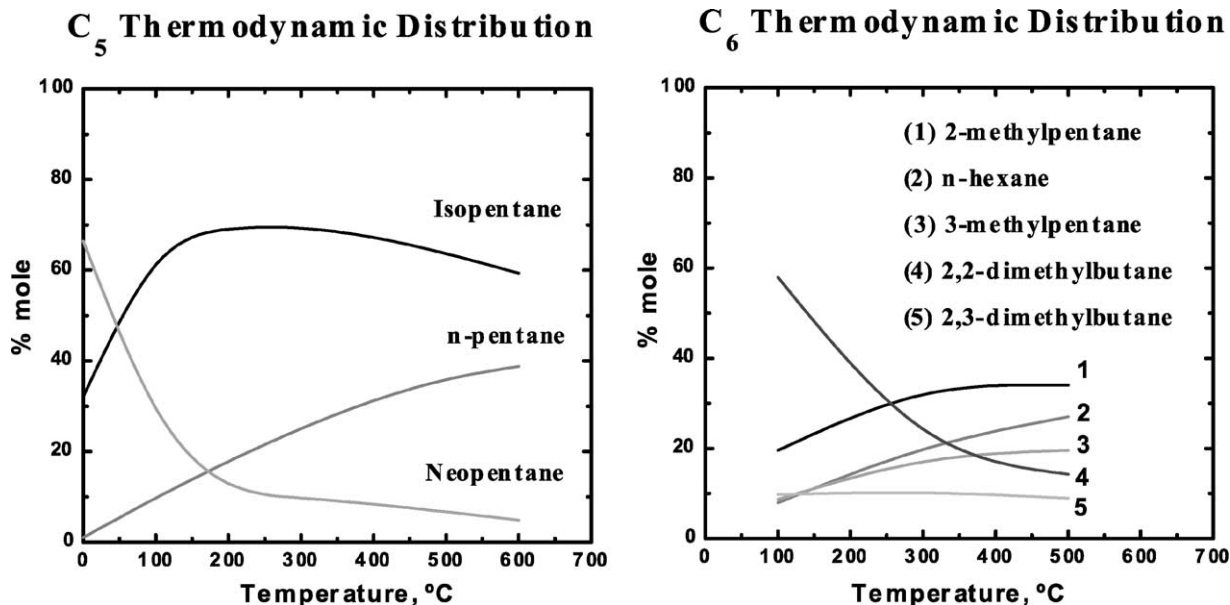 C5 Thermodynamic Distribution
100
80
60
40
20
0
% mole
Isopentane
n-pentane
Neopentane
0 100 200 300 400 500 600 700
Temperature, ºC
C6 Thermodynamic Distribution
100
80
60
40
20
0
% mole
(1) 2-methylpentane
(2) n-hexane
(3) 3-methylpentane
(4) 2,2-dimethylbutane
(5) 2,3-dimethylbutane
1
2
3
4
5
0 100 200 300 400 500 600 700
Temperature, ºC